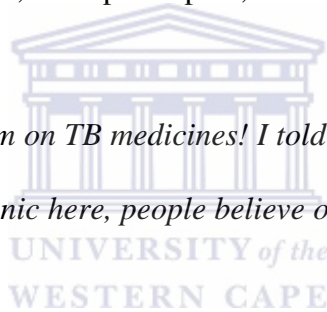 n on TB medicines! I told
nic here, people believe o
UNIVERSITY of the
WESTERN CAPE